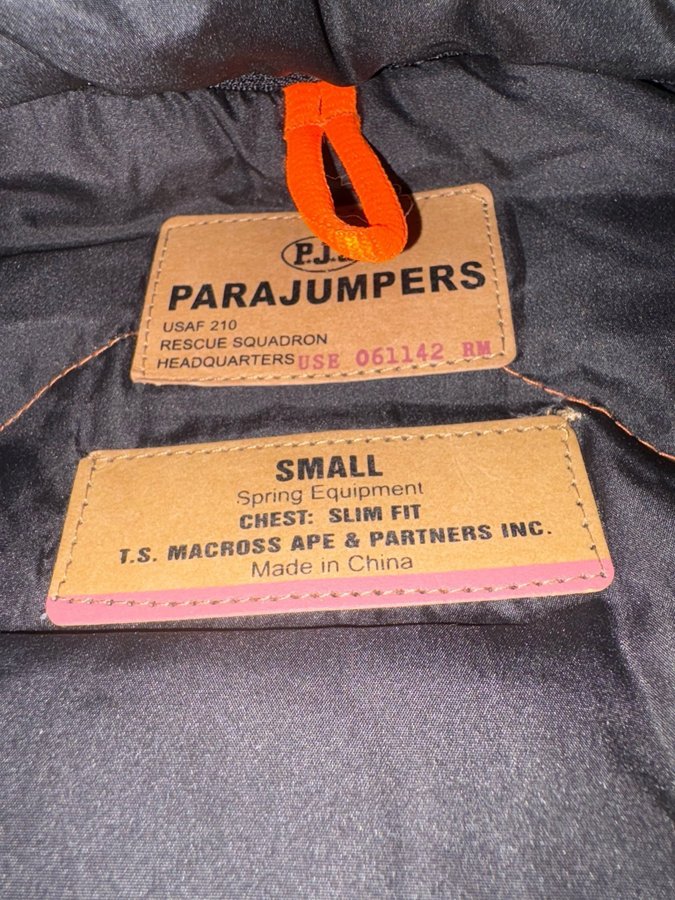 PARAJUMPERS
USAF 210
RESCUE SQUADRON
HEADQUARTERS USE 061142 RM
SMALL
Spring Equipment
CHEST: SLIM FIT
T.S. MACROSS APE & PARTNERS INC.
Made in China